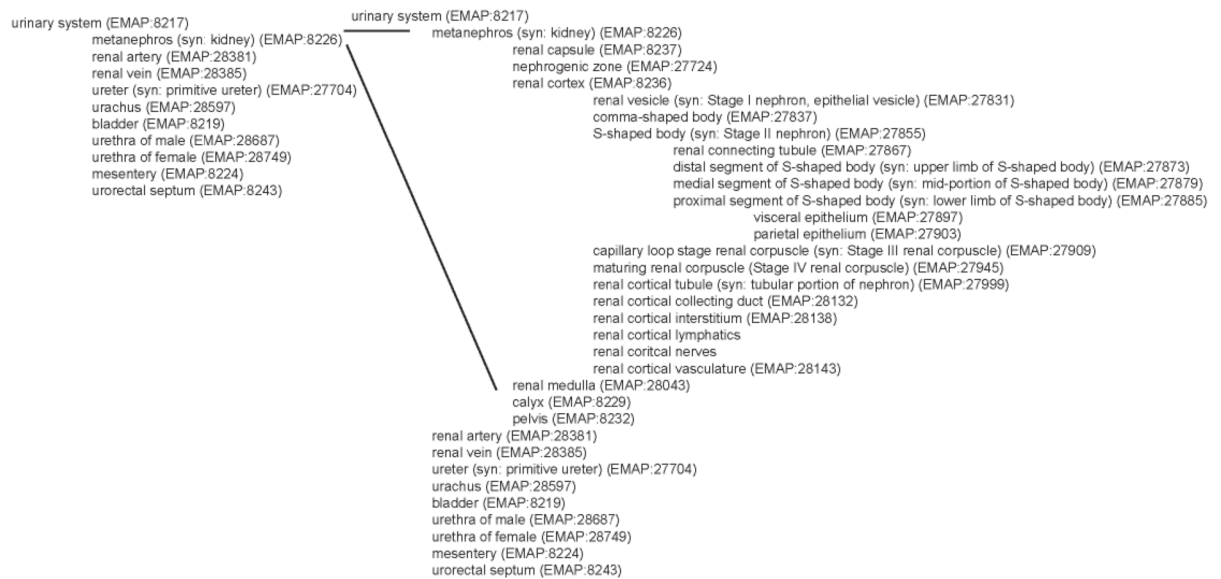 urinary system (EMAP:8217)
metanephros (syn: kidney) (EMAP:8226)
renal artery (EMAP:28381)
renal vein (EMAP:28385)
ureter (syn: primitive ureter) (EMAP:27704)
urachus (EMAP:28597)
bladder (EMAP:8219)
urethra of male (EMAP:28687)
urethra of female (EMAP:28749)
mesentery (EMAP:8224)
urorectal septum (EMAP:8243)
urinary system (EMAP:8217)
metanephros (syn: kidney) (EMAP:8226)
renal capsule (EMAP:8237)
nephrogenic zone (EMAP:27724)
renal cortex (EMAP:8236)
renal vesicle (syn: Stage I nephron, epithelial vesicle) (EMAP:27831)
comma-shaped body (EMAP:27837)
S-shaped body (syn: Stage II nephron) (EMAP:27855)
renal connecting tubule (EMAP:27867)
distal segment of S-shaped body (syn: upper limb of S-shaped body) (EMAP:27873)
medial segment of S-shaped body (syn: mid-portion of S-shaped body) (EMAP:27879)
proximal segment of S-shaped body (syn: lower limb of S-shaped body) (EMAP:27885)
visceral epithelium (EMAP:27897)
parietal epithelium (EMAP:27903)
capillary loop stage renal corpuscle (syn: Stage III renal corpuscle) (EMAP:27909)
maturing renal corpuscle (Stage IV renal corpuscle) (EMAP:27945)
renal cortical tubule (syn: tubular portion of nephron) (EMAP:27999)
renal cortical collecting duct (EMAP:28132)
renal cortical interstitium (EMAP:28138)
renal cortical lymphatics
renal coritcal nerves
renal cortical vasculature (EMAP:28143)
renal medulla (EMAP:28043)
calyx (EMAP:8229)
pelvis (EMAP:8232)
renal artery (EMAP:28381)
renal vein (EMAP:28385)
ureter (syn: primitive ureter) (EMAP:27704)
urachus (EMAP:28597)
bladder (EMAP:8219)
urethra of male (EMAP:28687)
urethra of female (EMAP:28749)
mesentery (EMAP:8224)
urorectal septum (EMAP:8243)